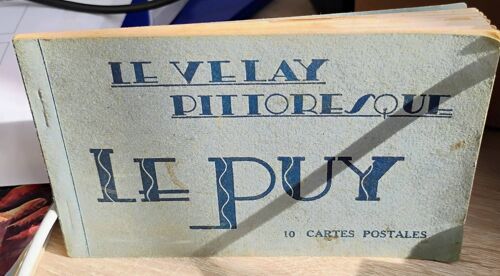 LE VELAY
PITTORESQUE
LE PUY
10 CARTES POSTALES